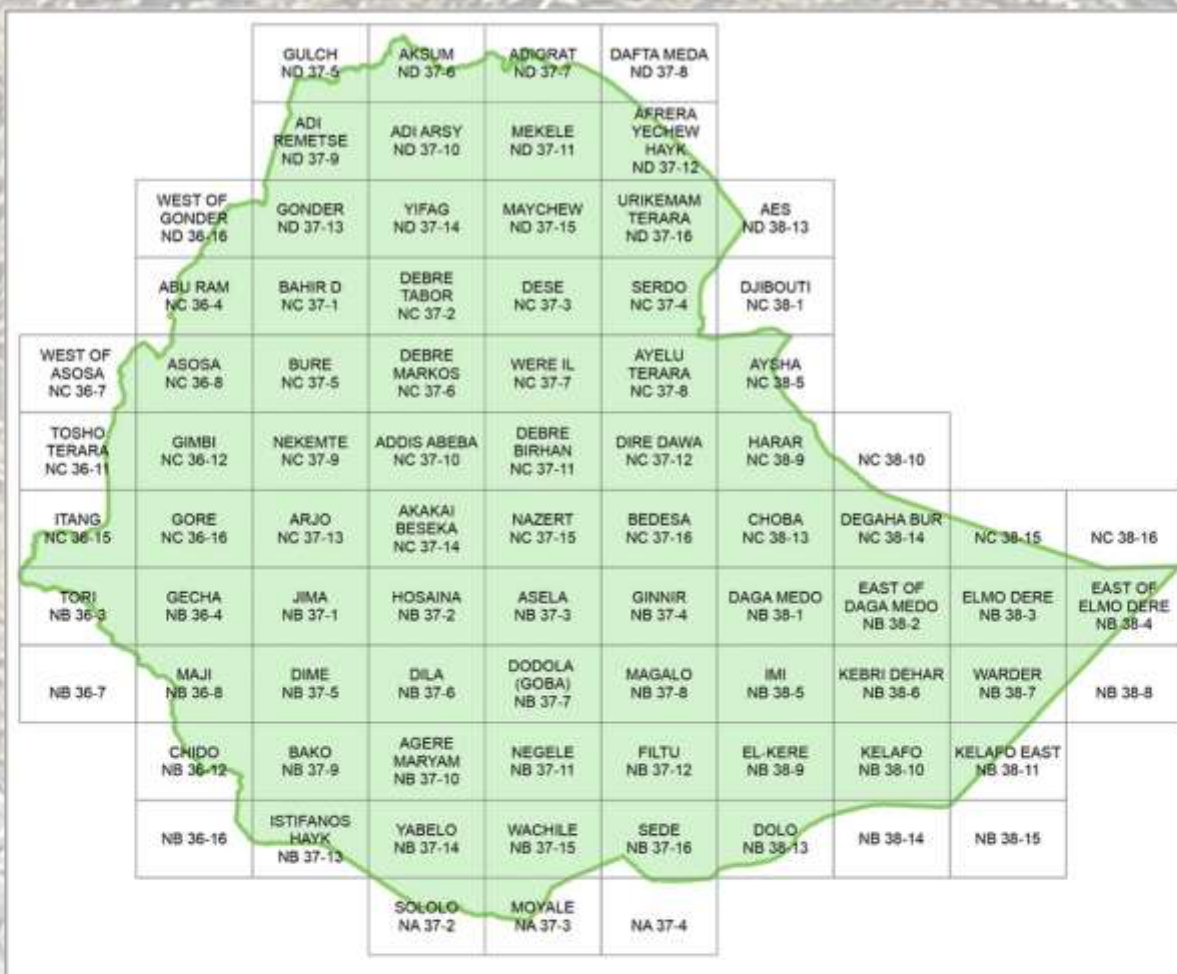 GULCH
ND 37-5
AKSUM
ND 37-6
ADIGRAT
ND 37-7
DAFTA MEDA
ND 37-8
ADI
REMETSE
ND 37-9
ADI ARSY
ND 37-10
MEKELE
ND 37-11
AFRERA
YECHEW
HAYK
ND 37-12
WEST OF
GONDER
ND 36-16
GONDER
ND 37-13
YIFAG
ND 37-14
MAYCHEW
ND 37-15
URIKEMAM
TERARA
ND 37-16
AES
ND 38-13
ABU RAM
NC 36-4
BAHIR D
NC 37-1
DEBRE
TABOR
NC 37-2
DESE
NC 37-3
SERDO
NC 37-4
DJIBOUTI
NC 38-1
WEST OF
ASOSA
NC 36-7
ASOSA
NC 36-8
BURE
NC 37-5
DEBRE
MARKOS
NC 37-6
WERE IL
NC 37-7
AYELU
TERARA
NC 37-8
AYSHA
NC 38-5
TOSHO
TERARA
NC 36-11
GIMBI
NC 36-12
NEKEMTE
NC 37-9
ADDIS ABEBA
NC 37-10
DEBRE
BIRHAN
NC 37-11
DIRE DAWA
NC 37-12
HARAR
NC 38-9
NC 38-10
ITANG
NC 36-15
GORE
NC 36-16
ARJO
NC 37-13
AKAKAI
BESEKA
NC 37-14
NAZERT
NC 37-15
BEDESA
NC 37-16
CHOBA
NC 38-13
DEGAHA BUR
NC 38-14
NC 38-15
NC 38-16
TORI
NB 36-3
GECHA
NB 36-4
JIMA
NB 37-1
HOSAINA
NB 37-2
ASELA
NB 37-3
GINNIR
NB 37-4
DAGA MEDO
NB 38-1
EAST OF
DAGA MEDO
NB 38-2
ELMO DERE
NB 38-3
EAST OF
ELMO DERE
NB 38-4
NB 36-7
MAJI
NB 36-8
DIME
NB 37-5
DILA
NB 37-6
DODOLA
(GOBA)
NB 37-7
MAGALO
NB 37-8
IMI
NB 38-5
KEBRI DEHAR
NB 38-6
WARDER
NB 38-7
NB 38-8
CHIDO
NB 36-12
BAKO
NB 37-9
AGERE
MARYAM
NB 37-10
NEGELE
NB 37-11
FILTU
NB 37-12
EL-KERE
NB 38-9
KELAFO
NB 38-10
KELAFO EAST
NB 38-11
NB 36-16
ISTIFANOS
HAYK
NB 37-13
YABELO
NB 37-14
WACHILE
NB 37-15
SEDE
NB 37-16
DOLO
NB 38-13
NB 38-14
NB 38-15
SOLOLO
NA 37-2
MOYALE
NA 37-3
NA 37-4